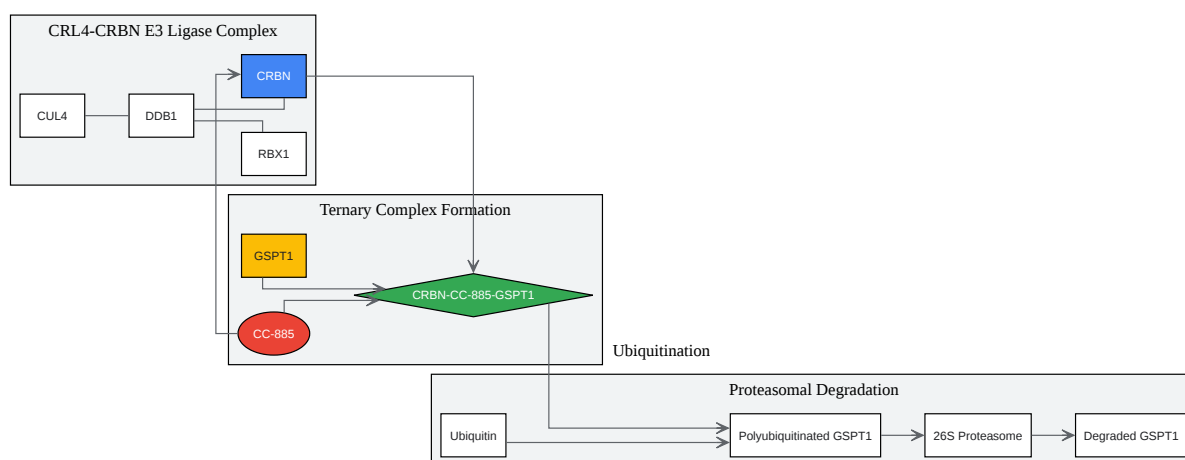 CRL4-CRBN E3 Ligase Complex
CRBN
CUL4
DDB1
RBX1
Ternary Complex Formation
GSPT1
CRBN-CC-885-GSPT1
CC-885
Ubiquitination
Proteasomal Degradation
Ubiquitin
Polyubiquitinated GSPT1
26S Proteasome
Degraded GSPT1